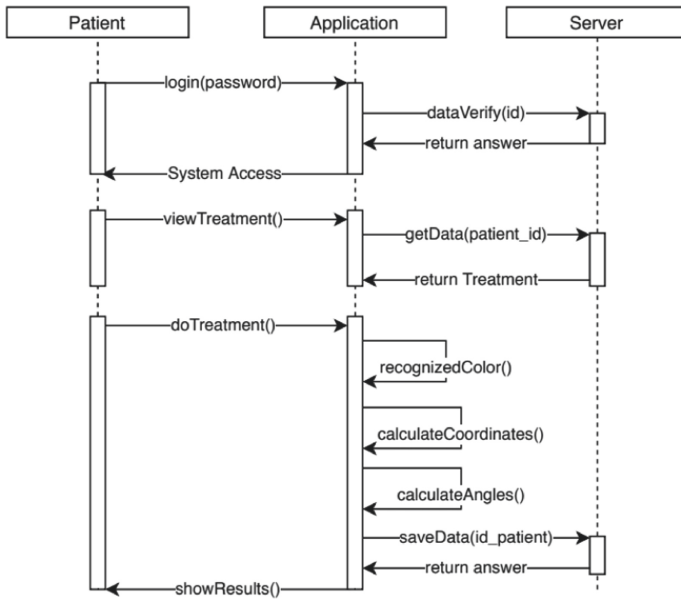 Patient
Application
Server
login(password)
dataVerify(id)
return answer
System Access
viewTreatment()
getData(patient_id)
return Treatment
doTreatment()
recognizedColor()
calculateCoordinates()
calculateAngles()
saveData(id_patient)
return answer
showResults()